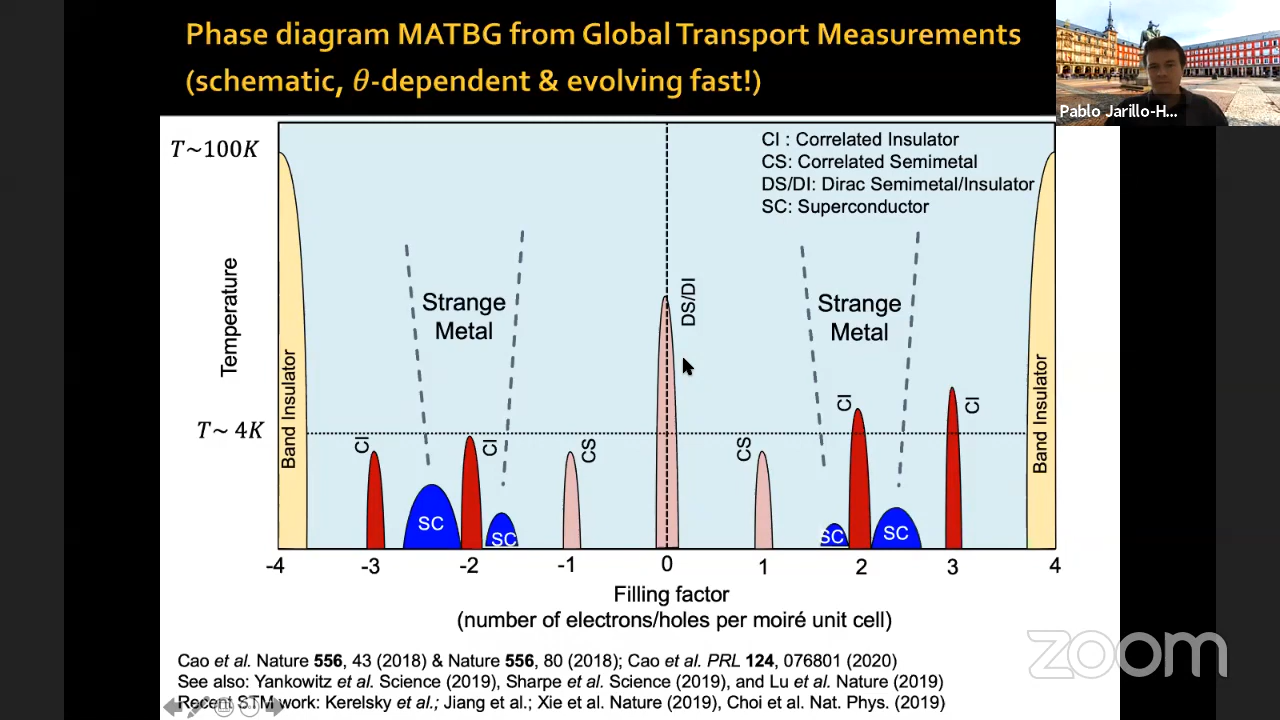 Phase diagram MATBG from Global Transport Measurements
(schematic, θ-dependent & evolving fast!)
Pablo Jarillo-H...
T~100K
CI : Correlated Insulator
CS: Correlated Semimetal
DS/DI: Dirac Semimetal/Insulator
SC: Superconductor
Temperature
Strange
Metal
DS/DI
Strange
Metal
Band Insulator
Band Insulator
T~ 4K
CI
CI
CS
CS
CI
CI
SC
SC
SC
SC
-4 -3 -2 -1 0 1 2 3 4
Filling factor
(number of electrons/holes per moiré unit cell)
Cao et al. Nature 556, 43 (2018) & Nature 556, 80 (2018); Cao et al. PRL 124, 076801 (2020)
See also: Yankowitz et al. Science (2019), Sharpe et al. Science (2019), and Lu et al. Nature (2019)
Recent STM work: Kerelsky et al.; Jiang et al.; Xie et al. Nature (2019), Choi et al. Nat. Phys. (2019)
zoom